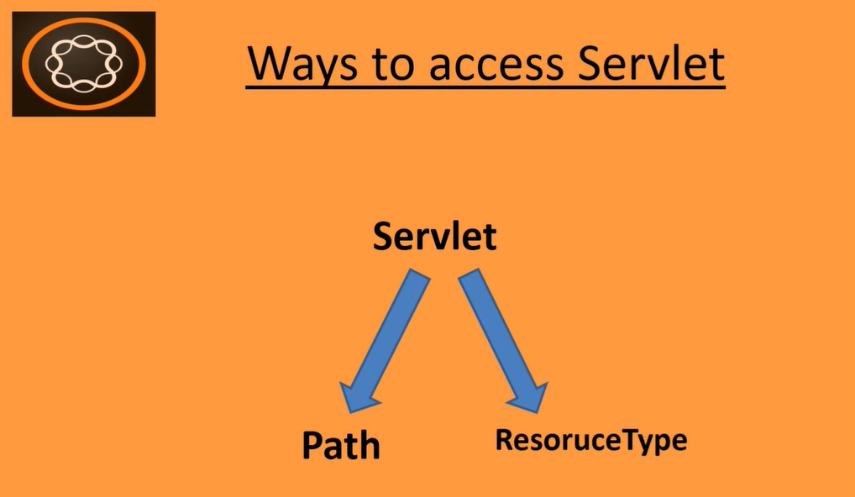 Ways to access Servlet
Servlet
Path
ResoruceType